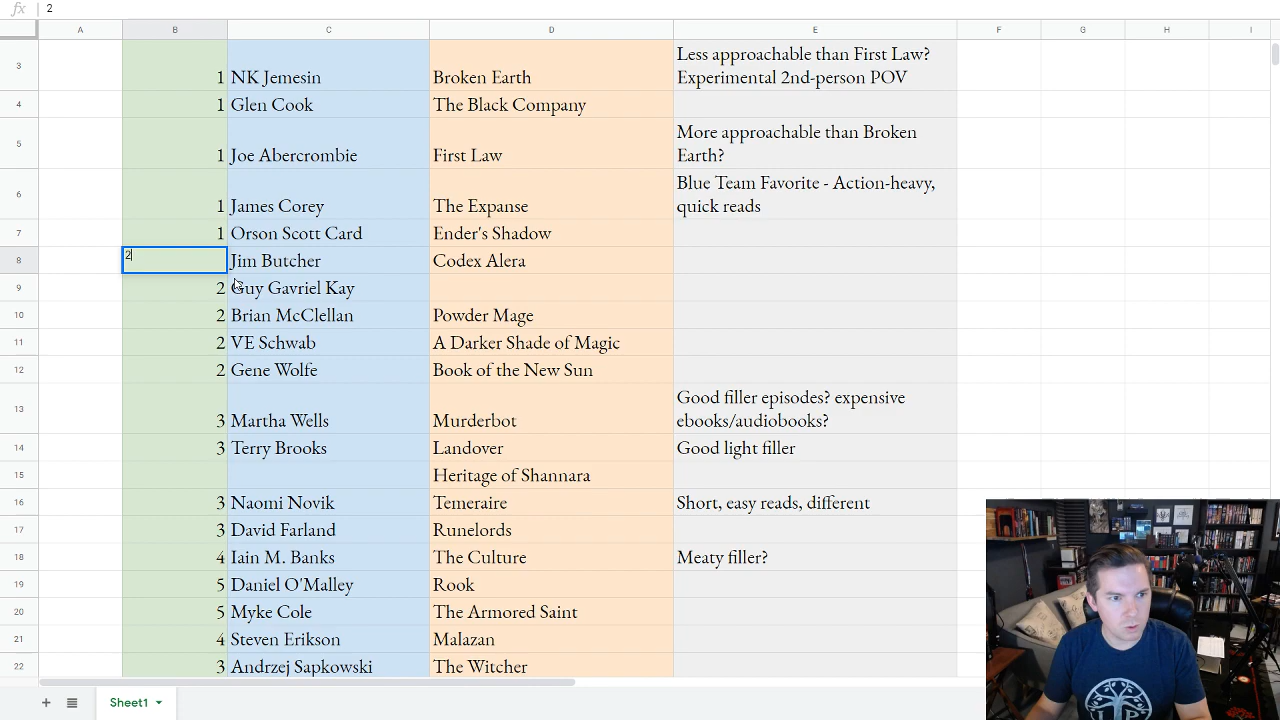 fx 2
A B C D E F G H I
3 1 NK Jemesin Broken Earth Less approachable than First Law?
Experimental 2nd-person POV
4 1 Glen Cook The Black Company
5 1 Joe Abercrombie First Law More approachable than Broken
Earth?
6 1 James Corey The Expanse Blue Team Favorite - Action-heavy,
quick reads
7 1 Orson Scott Card Ender's Shadow
8 2 Jim Butcher Codex Alera
9 2 Guy Gavriel Kay
10 2 Brian McClellan Powder Mage
11 2 VE Schwab A Darker Shade of Magic
12 2 Gene Wolfe Book of the New Sun
13 3 Martha Wells Murderbot Good filler episodes? expensive
ebooks/audiobooks?
14 3 Terry Brooks Landover Good light filler
15 Heritage of Shannara
16 3 Naomi Novik Temeraire Short, easy reads, different
17 3 David Farland Runelords
18 4 Iain M. Banks The Culture Meaty filler?
19 5 Daniel O'Malley Rook
20 5 Myke Cole The Armored Saint
21 4 Steven Erikson Malazan
22 3 Andrzej Sapkowski The Witcher
Sheet1